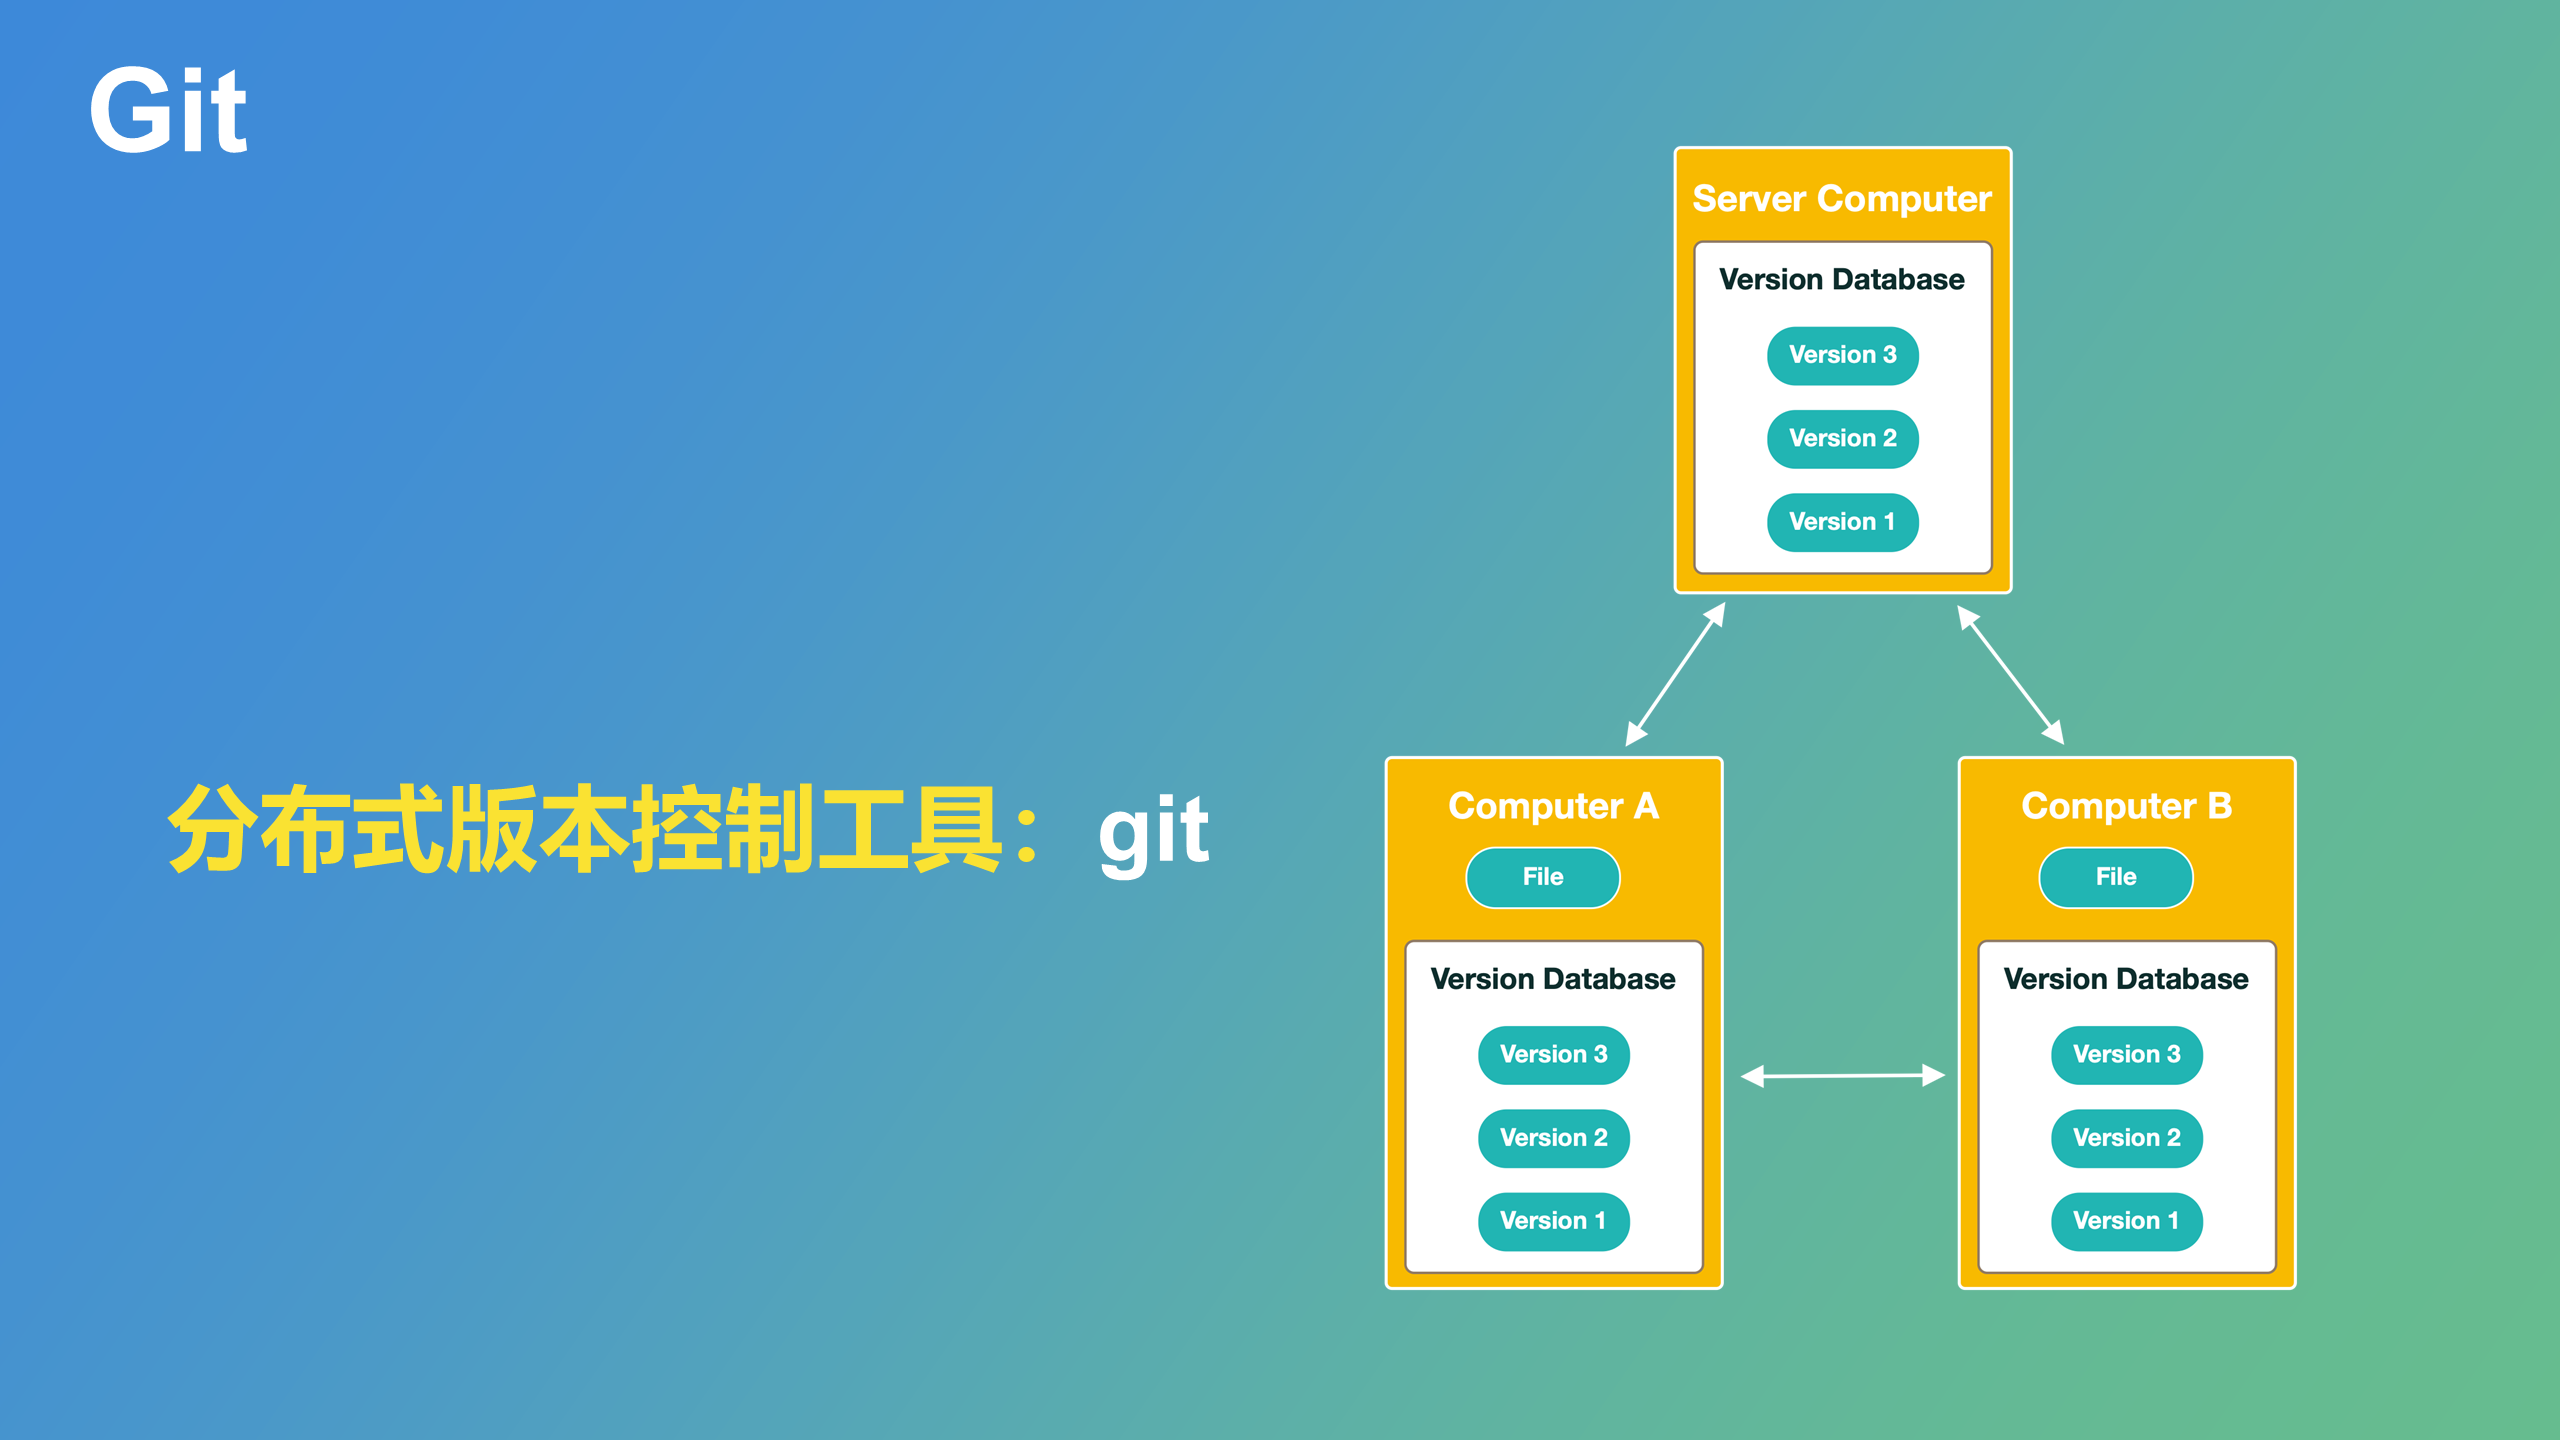 Git
分布式版本控制工具：git
Server Computer
Version Database
Version 3
Version 2
Version 1
Computer A
File
Version Database
Version 3
Version 2
Version 1
Computer B
File
Version Database
Version 3
Version 2
Version 1